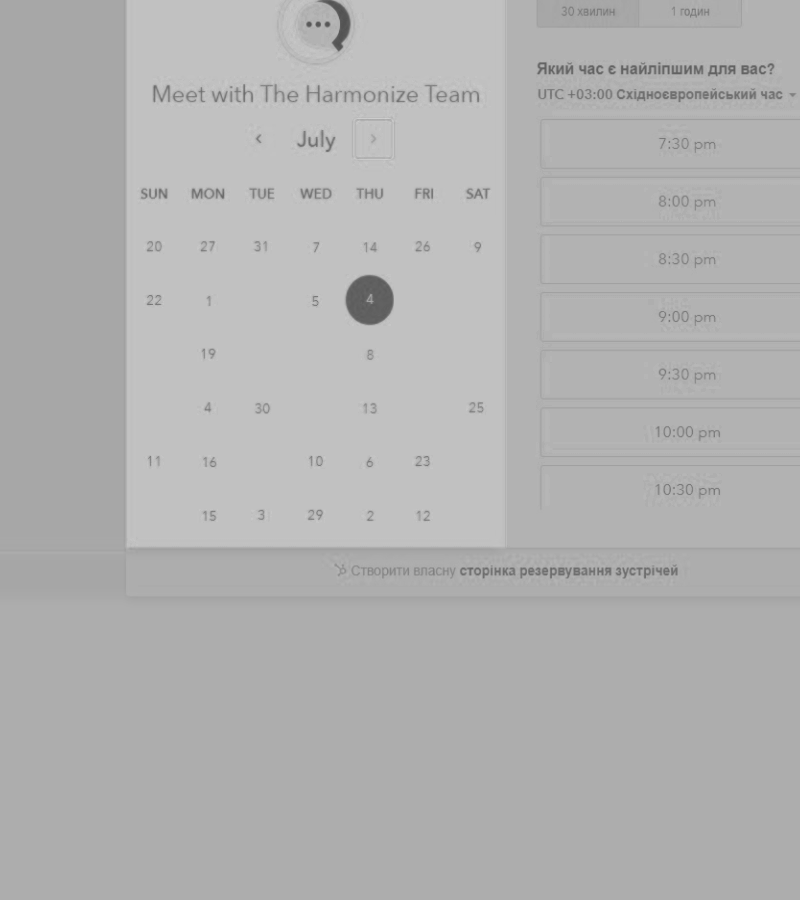 30 хвилин 1 годин
Meet with The Harmonize Team
July
SUN MON TUE WED THU FRI SAT
20 27 31 7 14 26 9
22 1 5 4
19 8
4 30 13 25
11 16 10 6 23
15 3 29 2 12
Який час є найліпшим для вас?
UTC +03:00 Східноєвропейський час
7:30 pm
8:00 pm
8:30 pm
9:00 pm
9:30 pm
10:00 pm
10:30 pm
Створити власну сторінка резервування зустрічей